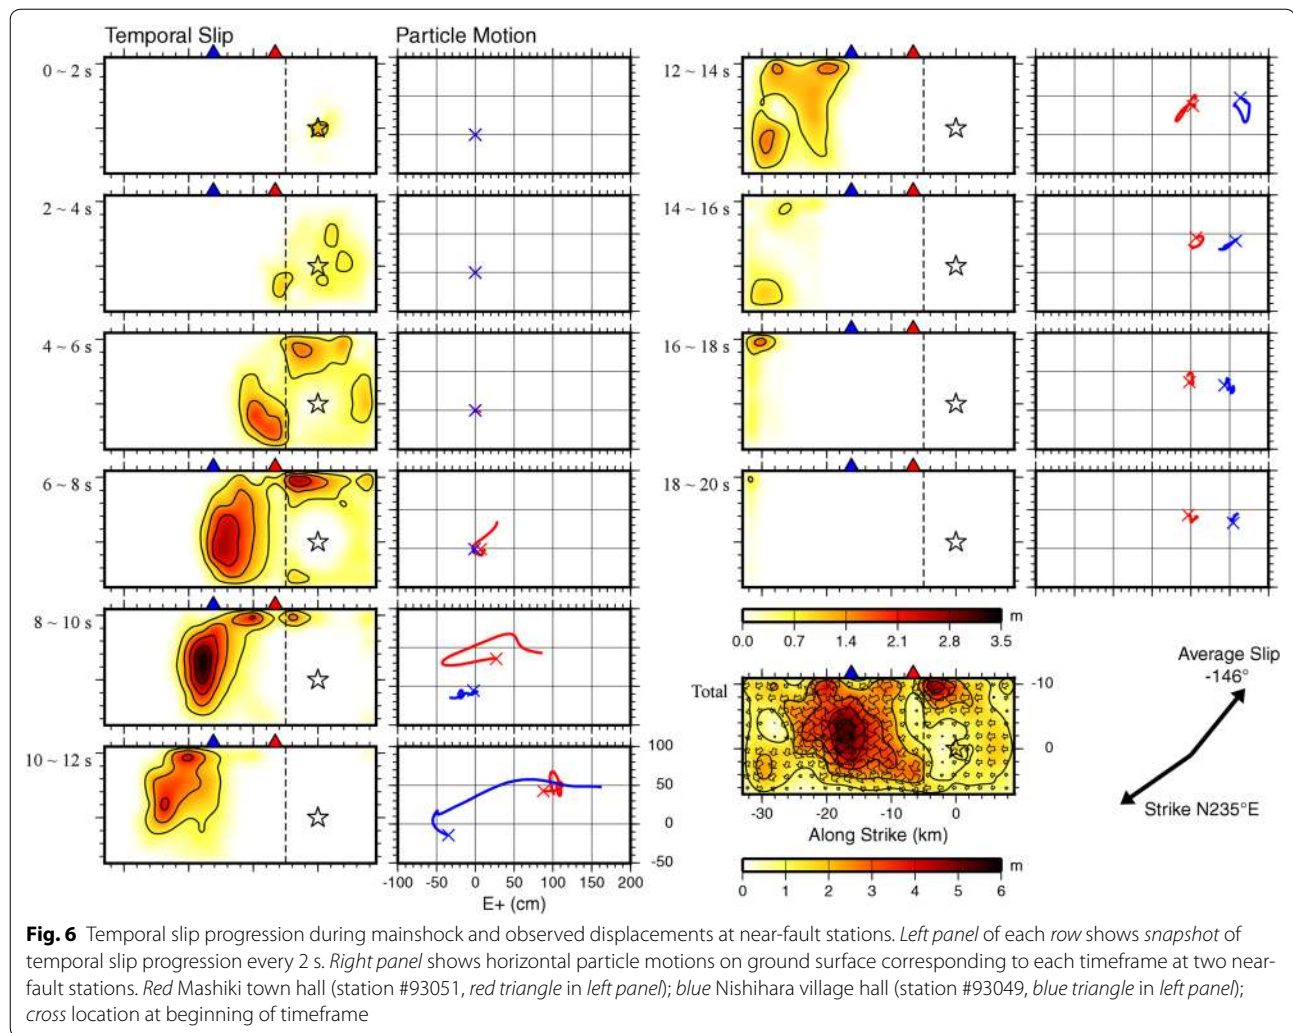 Temporal Slip
Particle Motion
0 ~ 2 s
2 ~ 4 s
4 ~ 6 s
6 ~ 8 s
8 ~ 10 s
10 ~ 12 s
100
50
0
-50
-100 -50 0 50 100 150 200
E+ (cm)
12 ~ 14 s
14 ~ 16 s
16 ~ 18 s
18 ~ 20 s
m
0.0 0.7 1.4 2.1 2.8 3.5
Total
-10
0
-30 -20 -10 0
Along Strike (km)
m
0 1 2 3 4 5 6
Average Slip
-146°
Strike N235°E
Fig. 6 Temporal slip progression during mainshock and observed displacements at near-fault stations. Left panel of each row shows snapshot of
temporal slip progression every 2 s. Right panel shows horizontal particle motions on ground surface corresponding to each timeframe at two near-
fault stations. Red Mashiki town hall (station #93051, red triangle in left panel); blue Nishihara village hall (station #93049, blue triangle in left panel);
cross location at beginning of timeframe